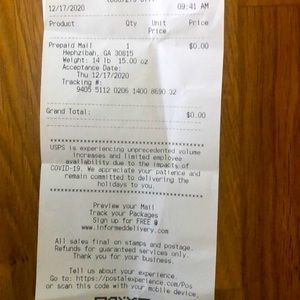 12/17/2020 09:41 AM
Product Qty Unit Price
Price
Prepaid Mail 1 $0.00
Hephzibah, GA 30815
Weight: 14 lb 15.00 oz
Acceptance Date:
Thu 12/17/2020
Tracking #:
9405 5112 0206 1400 8690 32
Grand Total: $0.00
USPS is experiencing unprecedented volume
increases and limited employee
availability due to the impacts of
COVID-19. We appreciate your patience and
remain committed to delivering the
holidays to you.
Preview your Mail
Track your Packages
Sign up for FREE @
www.informeddelivery.com
All sales final on stamps and postage.
Refunds for guaranteed services only.
Thank you for your business.
Tell us about your experience.
Go to: https://postalexperience.com/Pos
or scan this code with your mobile device.